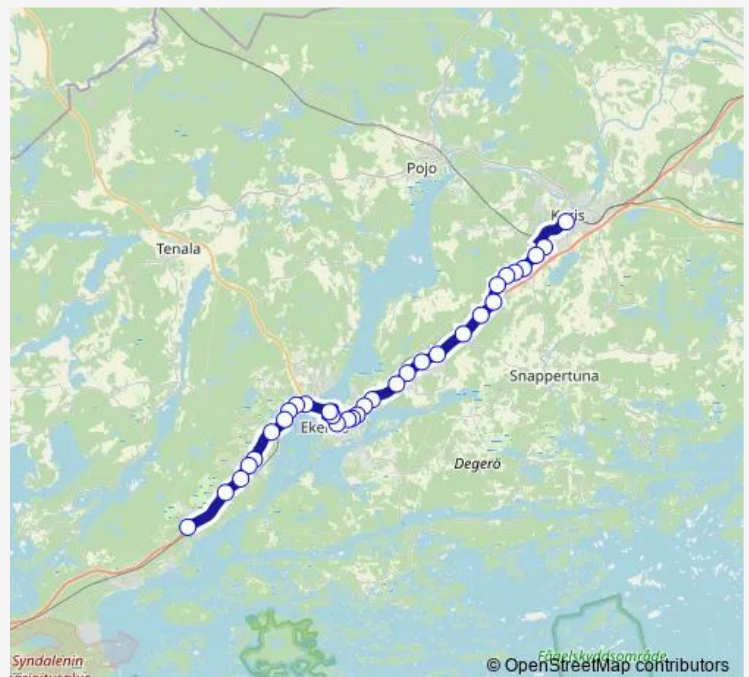 Pojo
Tenala
Snappertuna
Degerö
Syndalenin
Fågelskyddsområde
© OpenStreetMap contributors